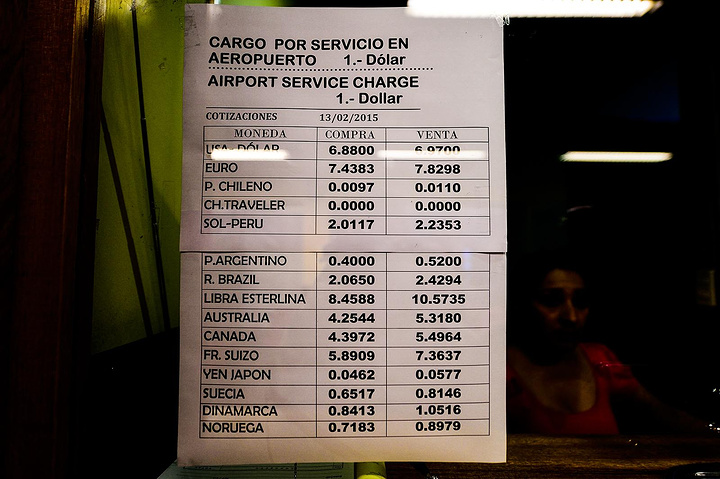 CARGO POR SERVICIO EN
AEROPUERTO 1.- Dólar
AIRPORT SERVICE CHARGE
1.- Dollar
COTIZACIONES 13/02/2015
MONEDA COMPRA VENTA
USA- DÓLAR 6.8800 6.9700
EURO 7.4383 7.8298
P. CHILENO 0.0097 0.0110
CH.TRAVELER 0.0000 0.0000
SOL-PERU 2.0117 2.2353
P.ARGENTINO 0.4000 0.5200
R. BRAZIL 2.0650 2.4294
LIBRA ESTERLINA 8.4588 10.5735
AUSTRALIA 4.2544 5.3180
CANADA 4.3972 5.4964
FR. SUIZO 5.8909 7.3637
YEN JAPON 0.0462 0.0577
SUECIA 0.6517 0.8146
DINAMARCA 0.8413 1.0516
NORUEGA 0.7183 0.8979